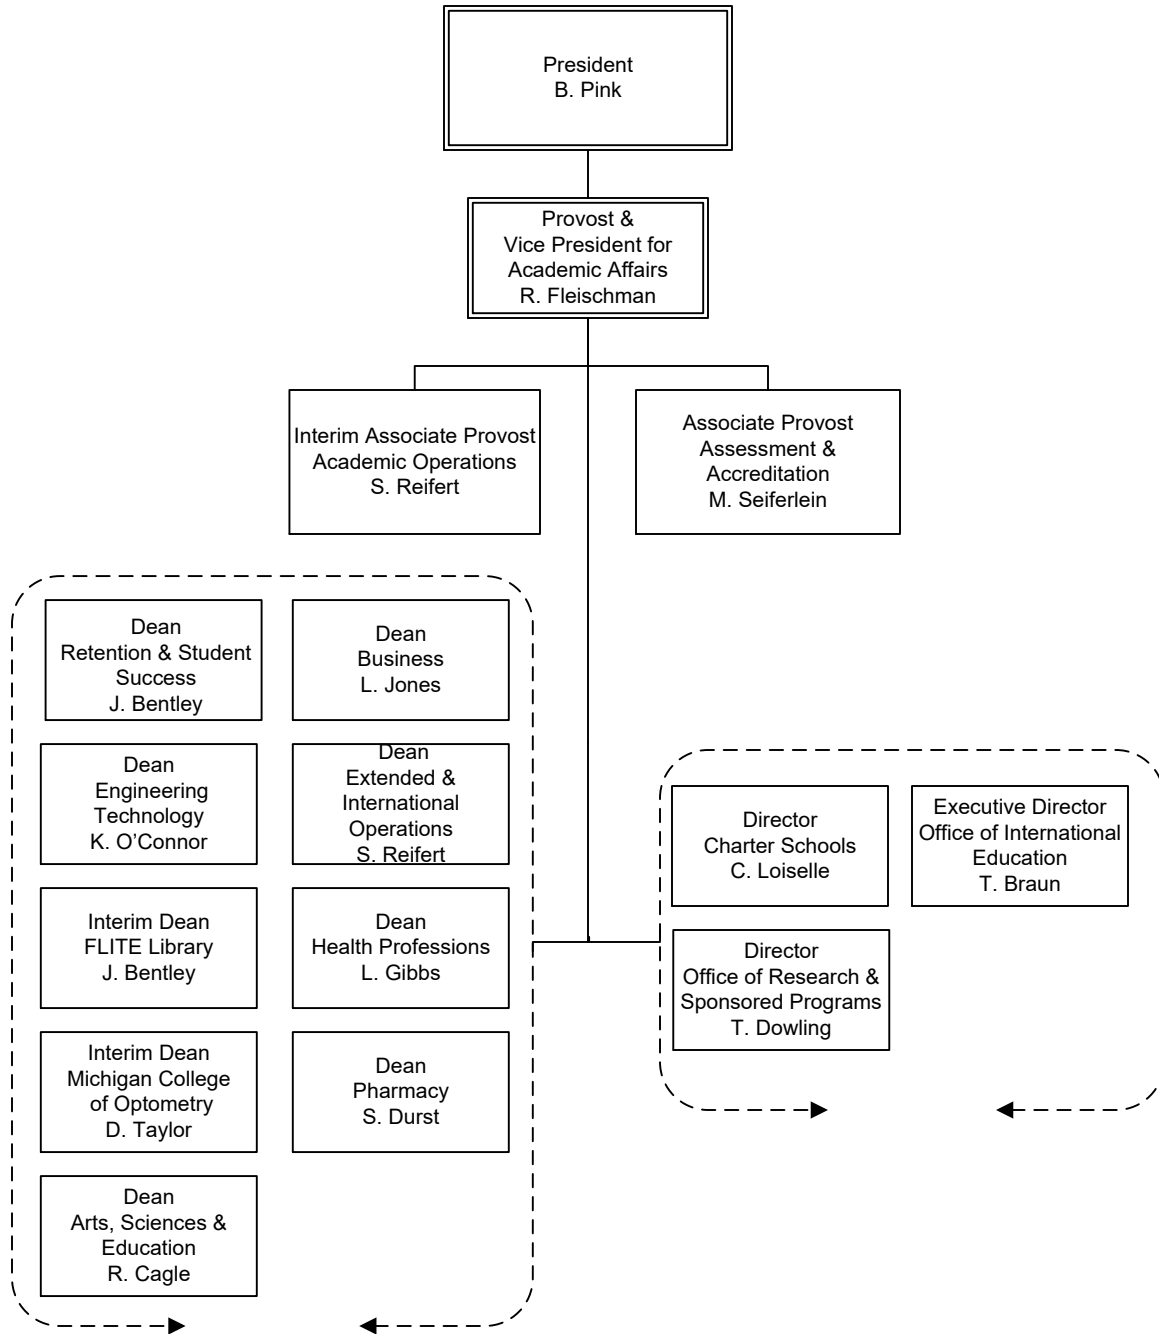 President
B. Pink
Provost &
Vice President for
Academic Affairs
R. Fleischman
Interim Associate Provost
Academic Operations
S. Reifert
Associate Provost
Assessment &
Accreditation
M. Seiferlein
Dean
Retention & Student
Success
J. Bentley
Dean
Business
L. Jones
Dean
Engineering
Technology
K. O’Connor
Dean
Extended &
International
Operations
S. Reifert
Interim Dean
FLITE Library
J. Bentley
Dean
Health Professions
L. Gibbs
Interim Dean
Michigan College
of Optometry
D. Taylor
Dean
Pharmacy
S. Durst
Dean
Arts, Sciences &
Education
R. Cagle
Director
Charter Schools
C. Loiselle
Executive Director
Office of International
Education
T. Braun
Director
Office of Research &
Sponsored Programs
T. Dowling